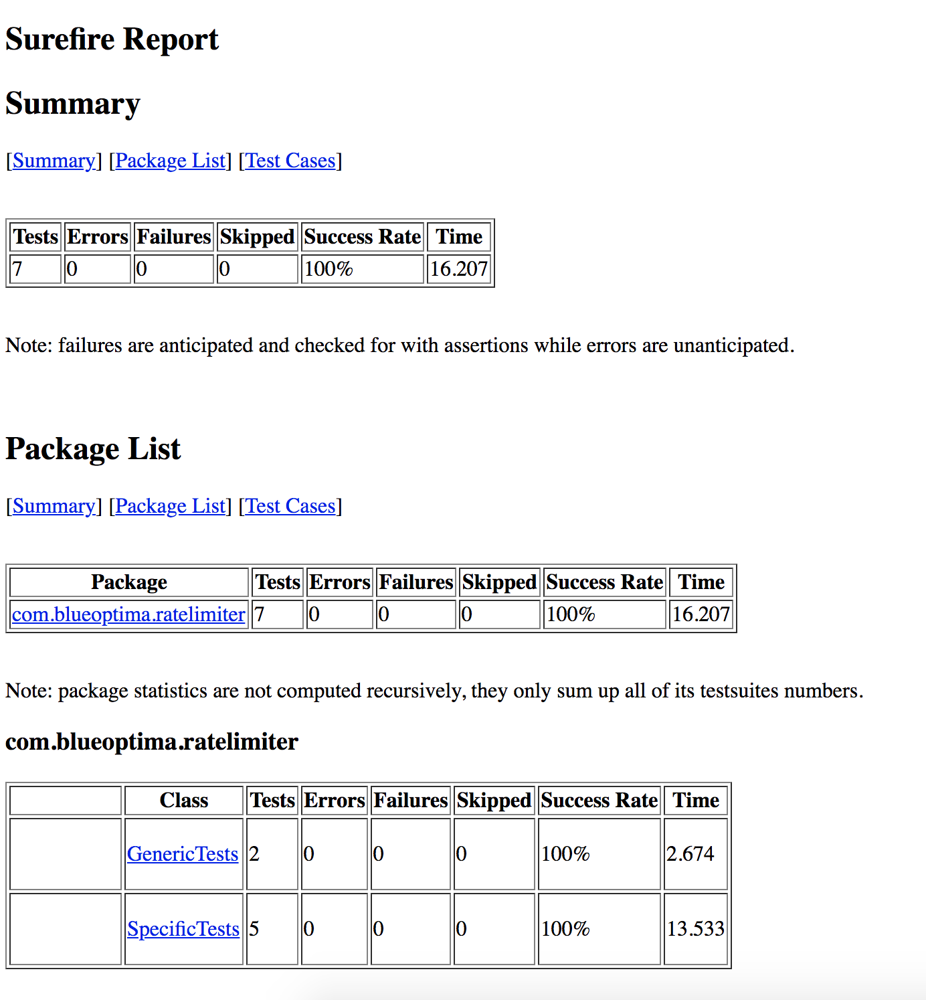 Surefire Report
Summary
[Summary] [Package List] [Test Cases]
Tests Errors Failures Skipped Success Rate Time
7 0 0 0 100% 16.207
Note: failures are anticipated and checked for with assertions while errors are unanticipated.
Package List
[Summary] [Package List] [Test Cases]
Package Tests Errors Failures Skipped Success Rate Time
com.blueoptima.ratelimiter 7 0 0 0 100% 16.207
Note: package statistics are not computed recursively, they only sum up all of its testsuites numbers.
com.blueoptima.ratelimiter
Class Tests Errors Failures Skipped Success Rate Time
GenericTests 2 0 0 0 100% 2.674
SpecificTests 5 0 0 0 100% 13.533